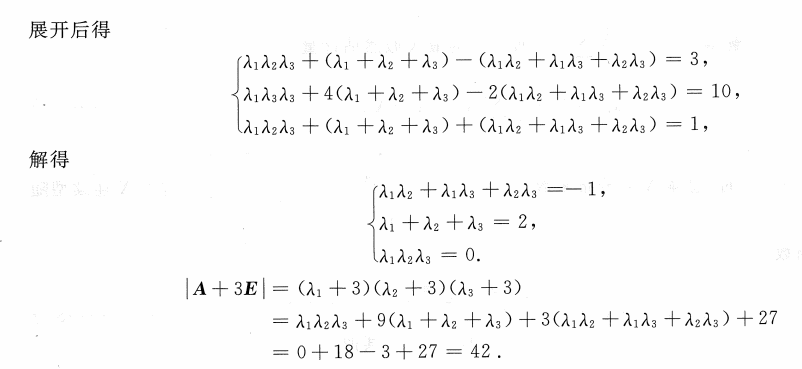 展开后得
λ₁λ₂λ₃ + (λ₁ + λ₂ + λ₃) − (λ₁λ₂ + λ₁λ₃ + λ₂λ₃) = 3,
λ₁λ₃λ₃ + 4(λ₁ + λ₂ + λ₃) − 2(λ₁λ₂ + λ₁λ₃ + λ₂λ₃) = 10,
λ₁λ₂λ₃ + (λ₁ + λ₂ + λ₃) + (λ₁λ₂ + λ₁λ₃ + λ₂λ₃) = 1,
解得
λ₁λ₂ + λ₁λ₃ + λ₂λ₃ = − 1,
λ₁ + λ₂ + λ₃ = 2,
λ₁λ₂λ₃ = 0.
|A + 3E| = (λ₁ + 3)(λ₂ + 3)(λ₃ + 3)
= λ₁λ₂λ₃ + 9(λ₁ + λ₂ + λ₃) + 3(λ₁λ₂ + λ₁λ₃ + λ₂λ₃) + 27
= 0 + 18 − 3 + 27 = 42 .